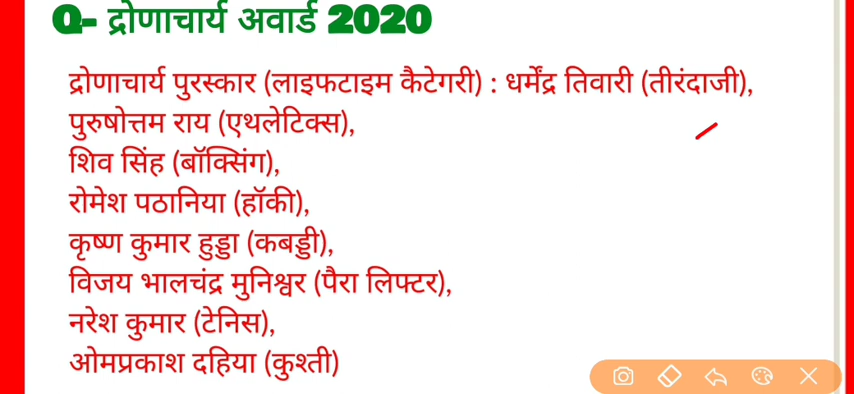 Q- द्रोणाचार्य अवार्ड 2020
द्रोणाचार्य पुरस्कार (लाइफटाइम कैटेगरी) : धर्मेंद्र तिवारी (तीरंदाजी),
पुरुषोत्तम राय (एथलेटिक्स),
शिव सिंह (बॉक्सिंग),
रोमेश पठानिया (हॉकी),
कृष्ण कुमार हुड्डा (कबड्डी),
विजय भालचंद्र मुनिश्वर (पैरा लिफ्टर),
नरेश कुमार (टेनिस),
ओमप्रकाश दहिया (कुश्ती)